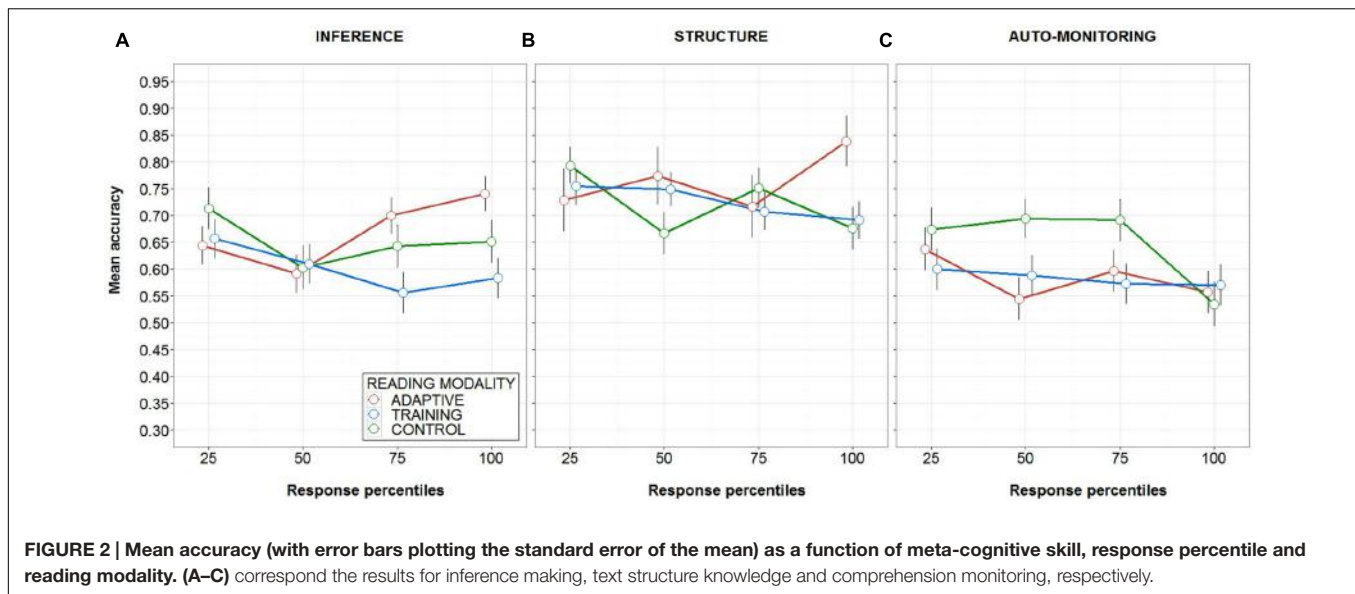 A INFERENCE B STRUCTURE C AUTO-MONITORING
0.95
0.90
0.85
0.80
0.75
0.70
0.65
0.60
0.55
0.50
0.45
0.40
0.35
0.30
Mean accuracy
READING MODALITY
ADAPTIVE
TRAINING
CONTROL
25 50 75 100 25 50 75 100 25 50 75 100
Response percentiles Response percentiles Response percentiles
FIGURE 2 | Mean accuracy (with error bars plotting the standard error of the mean) as a function of meta-cognitive skill, response percentile and
reading modality. (A–C) correspond the results for inference making, text structure knowledge and comprehension monitoring, respectively.